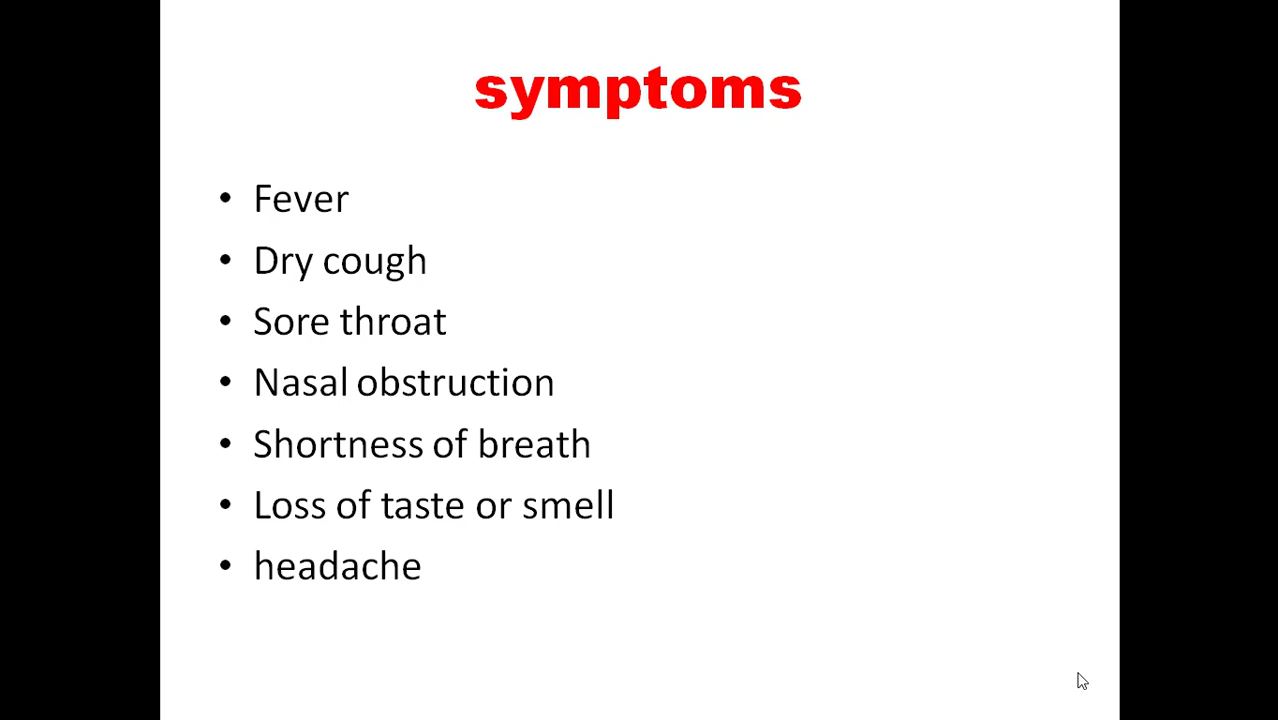 symptoms
• Fever
• Dry cough
• Sore throat
• Nasal obstruction
• Shortness of breath
• Loss of taste or smell
• headache